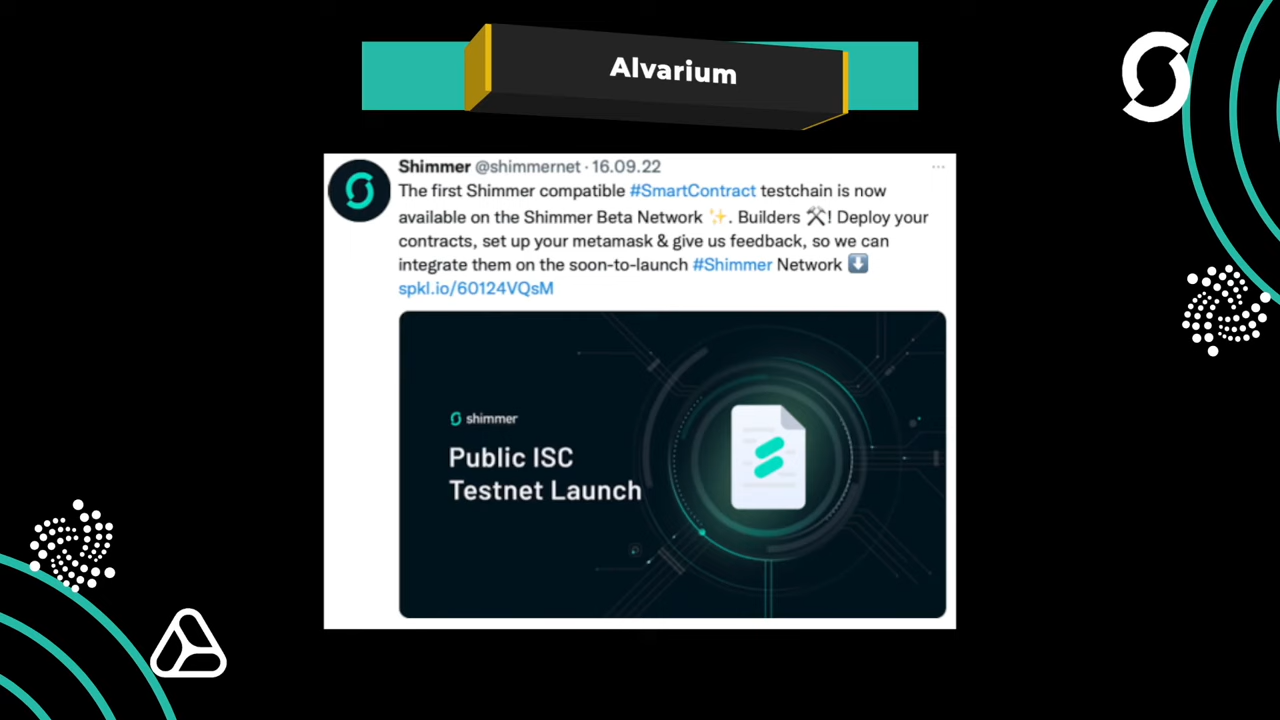 Alvarium
Shimmer @shimmernet · 16.09.22
The first Shimmer compatible #SmartContract testchain is now
available on the Shimmer Beta Network ✨. Builders ⚒️! Deploy your
contracts, set up your metamask & give us feedback, so we can
integrate them on the soon-to-launch #Shimmer Network ⬇️
spkl.io/60124VQsM
shimmer
Public ISC
Testnet Launch